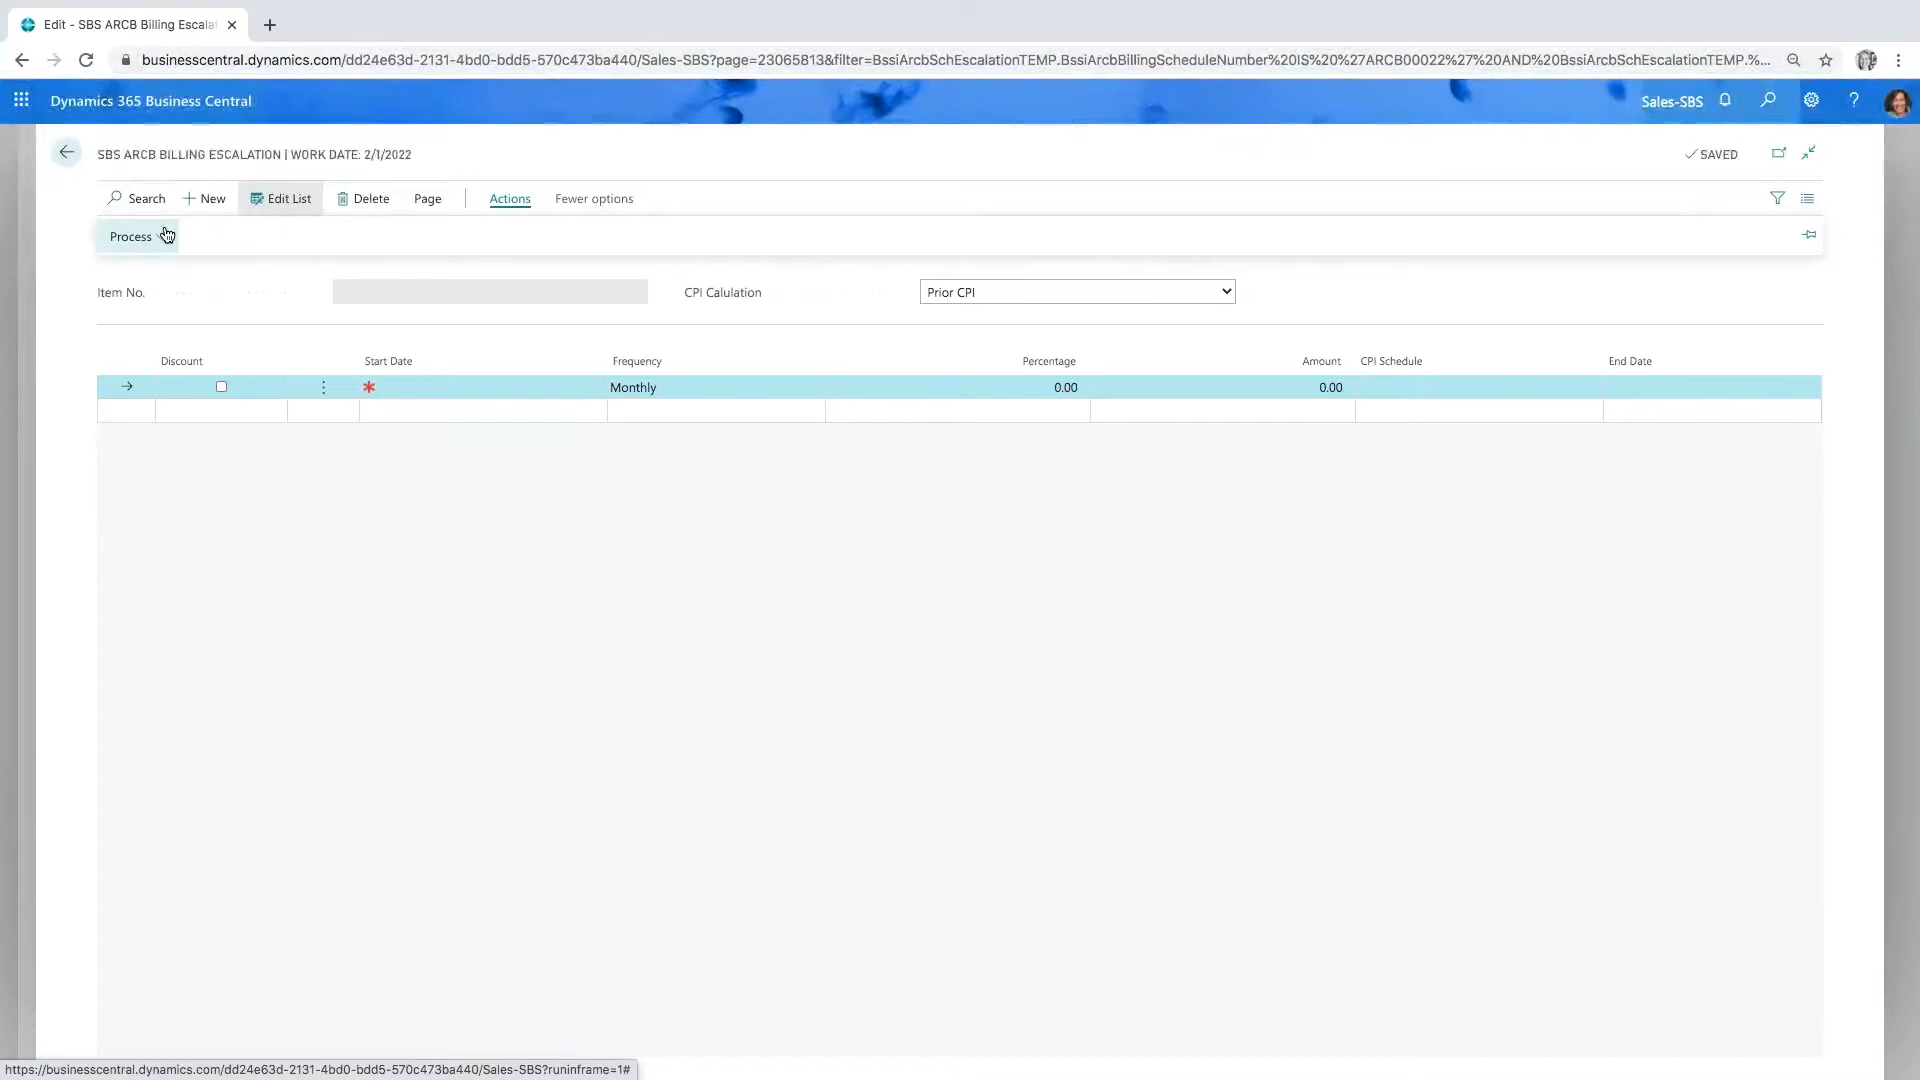 Edit - SBS ARCB Billing Escala
businesscentral.dynamics.com/dd24e63d-2131-4bd0-bdd5-570c473ba440/Sales-SBS?page=23065813&filter=BssiArcbSchEscalationTEMP.BssiArcbBillingScheduleNumber%20IS%20%27ARCB00022%27%20AND%20BssiArcbSchEscalationTEMP.%...
Dynamics 365 Business Central
Sales-SBS
?
SBS ARCB BILLING ESCALATION | WORK DATE: 2/1/2022
SAVED
Search
New
Edit List
Delete
Page
Actions
Fewer options
Process
Item No.
CPI Calulation
Prior CPI
Discount
Start Date
Frequency
Percentage
Amount
CPI Schedule
End Date
Monthly
0.00
0.00
https://businesscentral.dynamics.com/dd24e63d-2131-4bd0-bdd5-570c473ba440/Sales-SBS?runinframe=1#